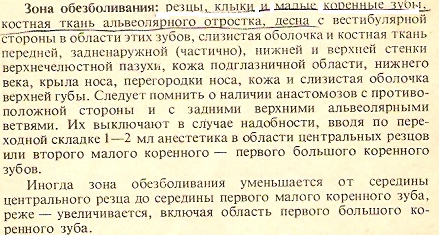 Зона обезболивания: резцы, клыки и малые коренные зубы,
костная ткань альвеолярного отростка, десна с вестибулярной
стороны в области этих зубов, слизистая оболочка и костная ткань
передней, задненаружной (частично), нижней и верхней стенки
верхнечелюстной пазухи, кожа подглазничной области, нижнего
века, крыла носа, перегородки носа, кожа и слизистая оболочка
верхней губы. Следует помнить о наличии анастомозов с противо-
положной стороны и с задними верхними альвеолярными
ветвями. Их выключают в случае надобности, вводя по пере-
ходной складке 1—2 мл анестетика в области центральных резцов
или второго малого коренного — первого большого коренного
зубов.
Иногда зона обезболивания уменьшается от середины
центрального резца до середины первого малого коренного зуба,
реже — увеличивается, включая область первого большого ко-
ренного зуба.